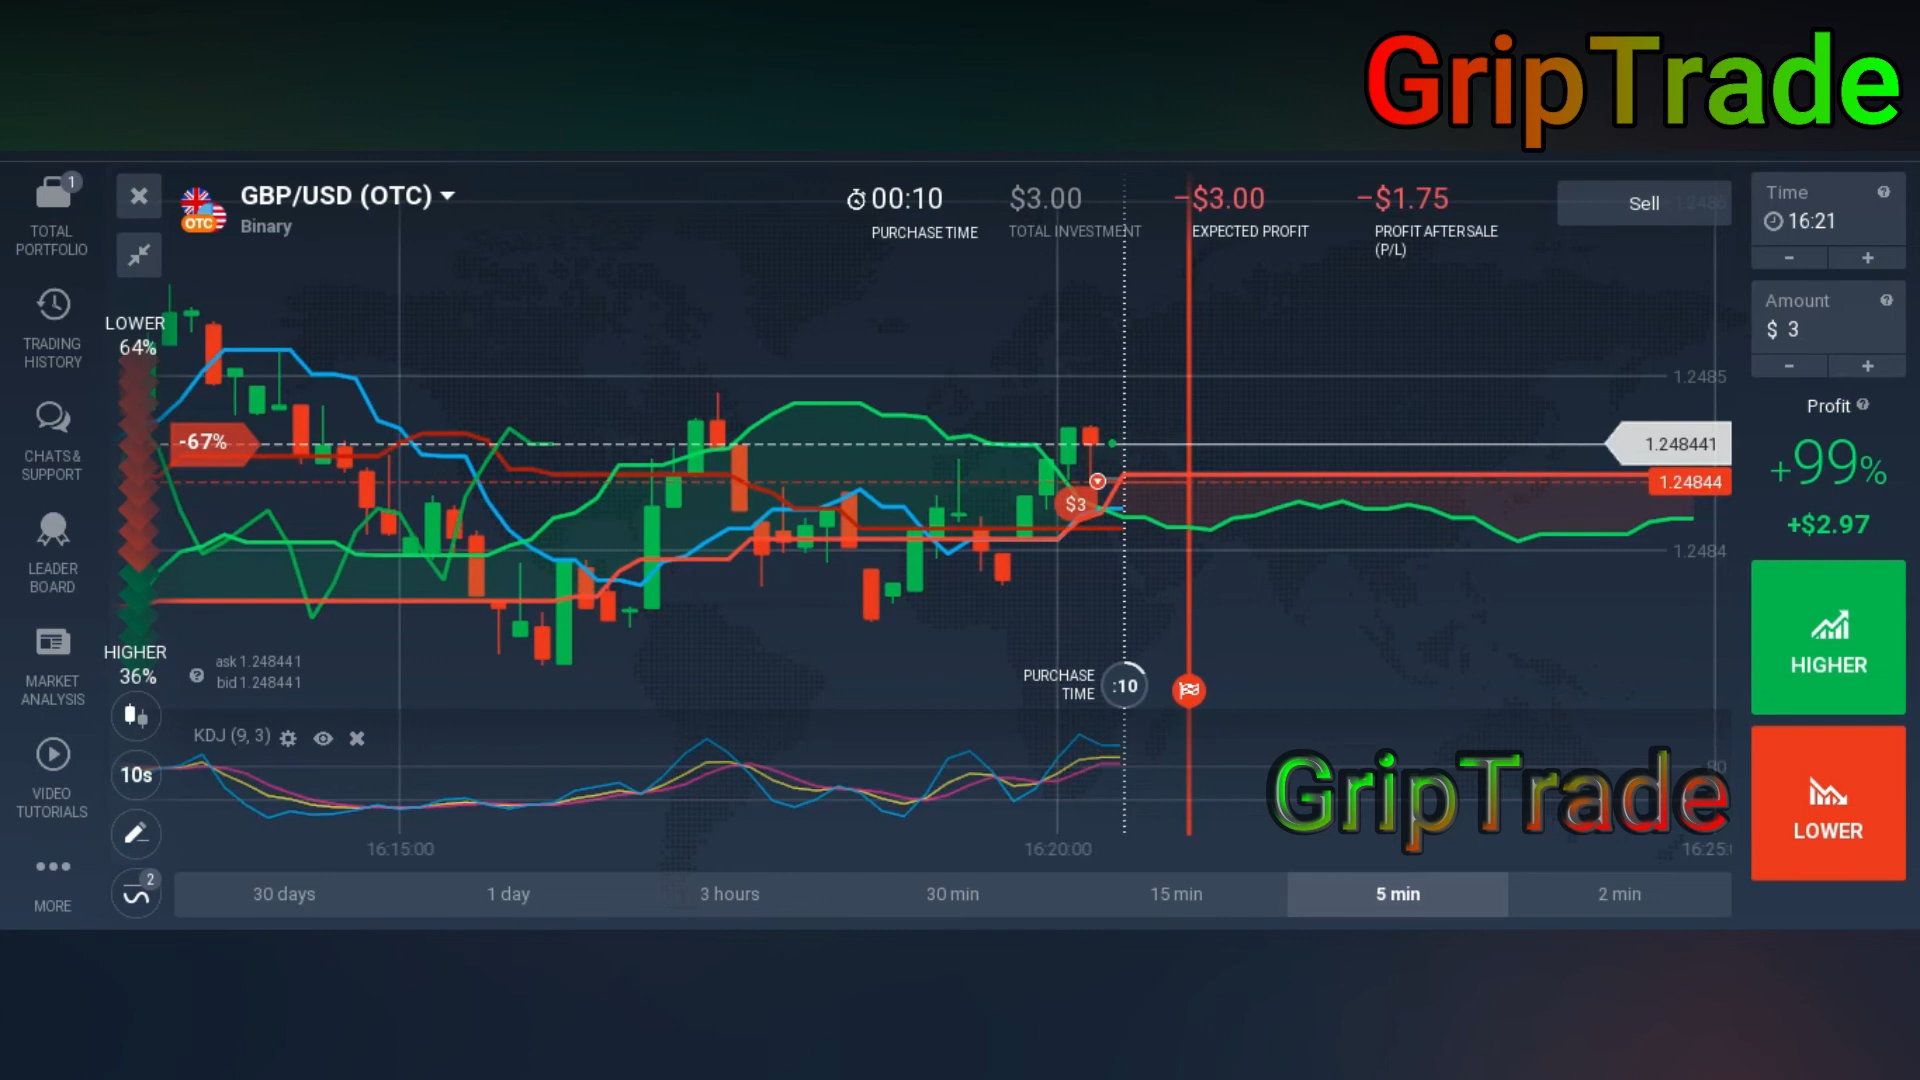 GripTrade
1
TOTAL
PORTFOLIO
TRADING
HISTORY
CHATS &
SUPPORT
LEADER
BOARD
MARKET
ANALYSIS
VIDEO
TUTORIALS
MORE
OTC
GBP/USD (OTC)
Binary
00:10
PURCHASE TIME
$3.00
TOTAL INVESTMENT
-$3.00
EXPECTED PROFIT
-$1.75
PROFIT AFTER SALE
(P/L)
Sell
LOWER
64%
-67%
HIGHER
36%
ask 1.248441
bid 1.248441
$3
PURCHASE
TIME
:10
1.2485
1.248441
1.24844
1.2484
KDJ (9, 3)
10s
2
16:15:00
16:20:00
30 days
1 day
3 hours
30 min
15 min
5 min
2 min
GripTrade
Time
16:21
- +
Amount
$ 3
- +
Profit
+99%
+$2.97
HIGHER
LOWER